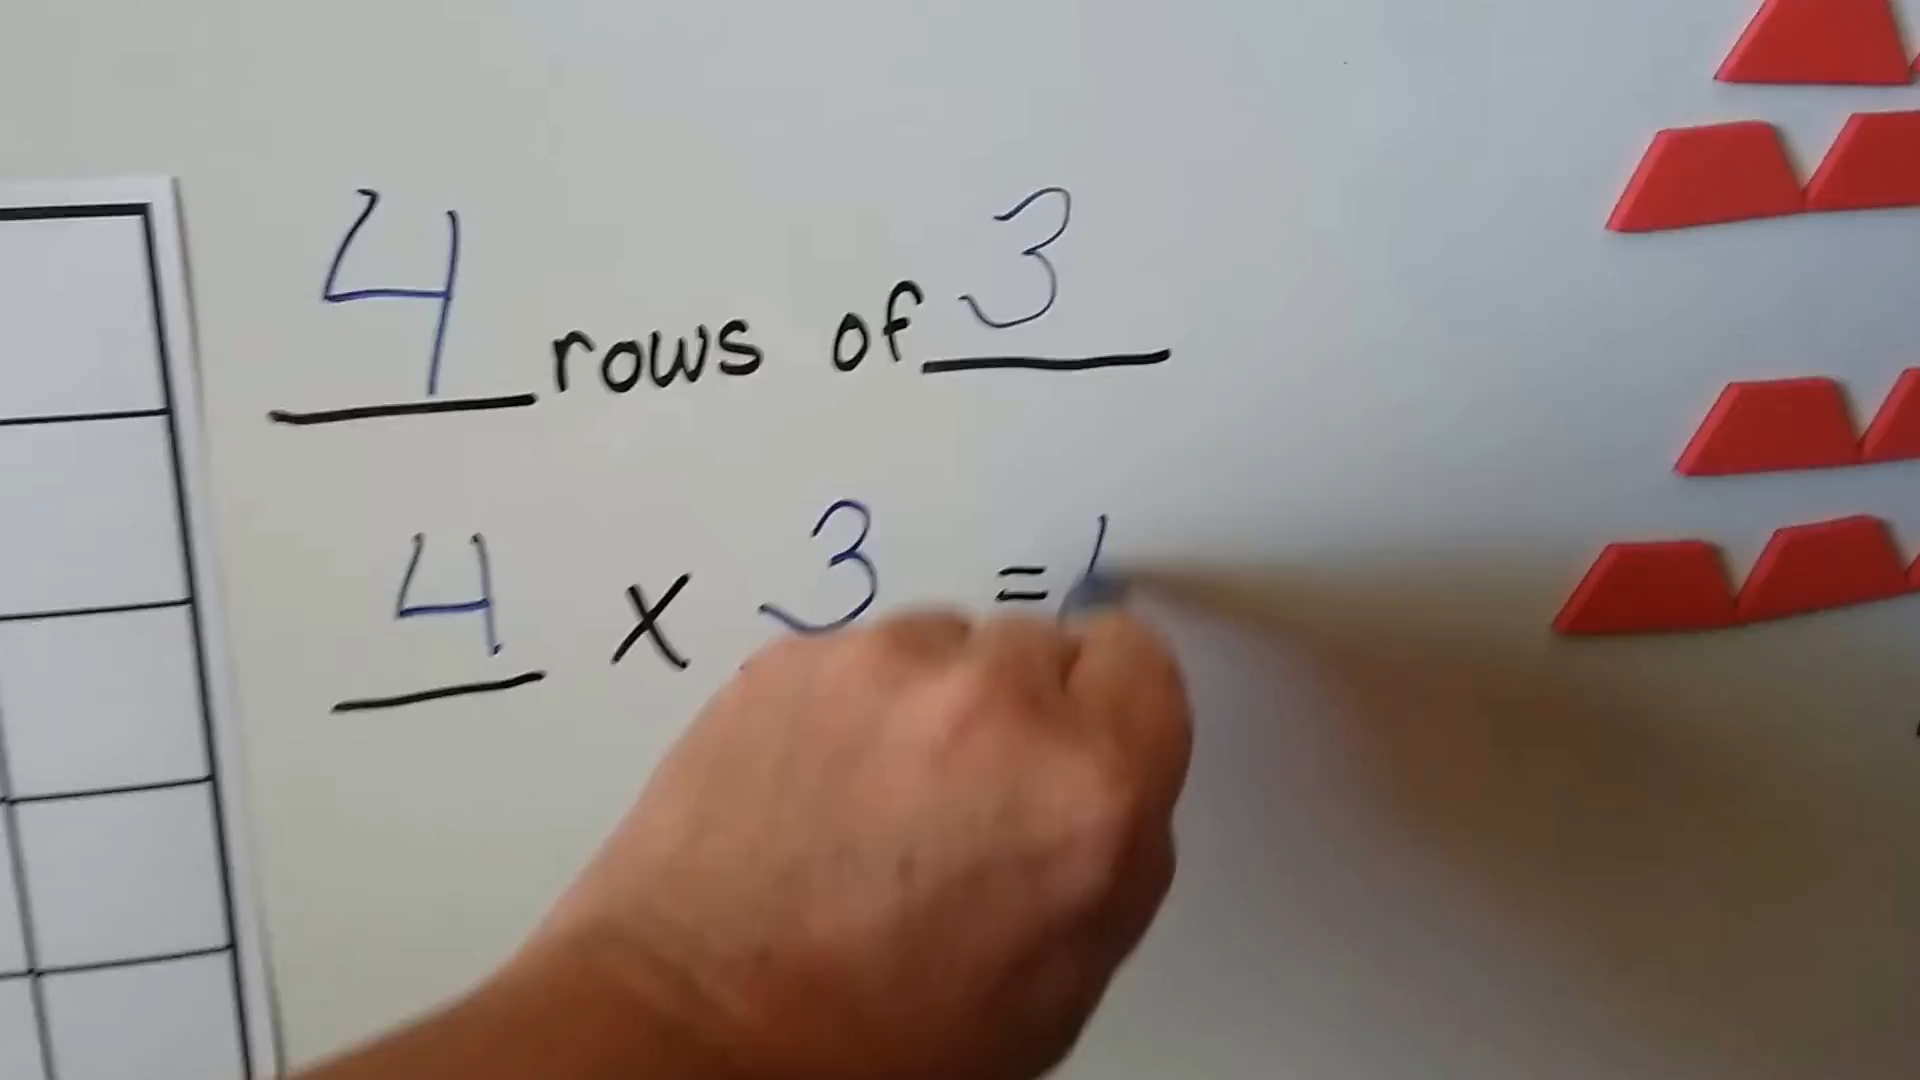 4 rows of 3
4 x 3 =